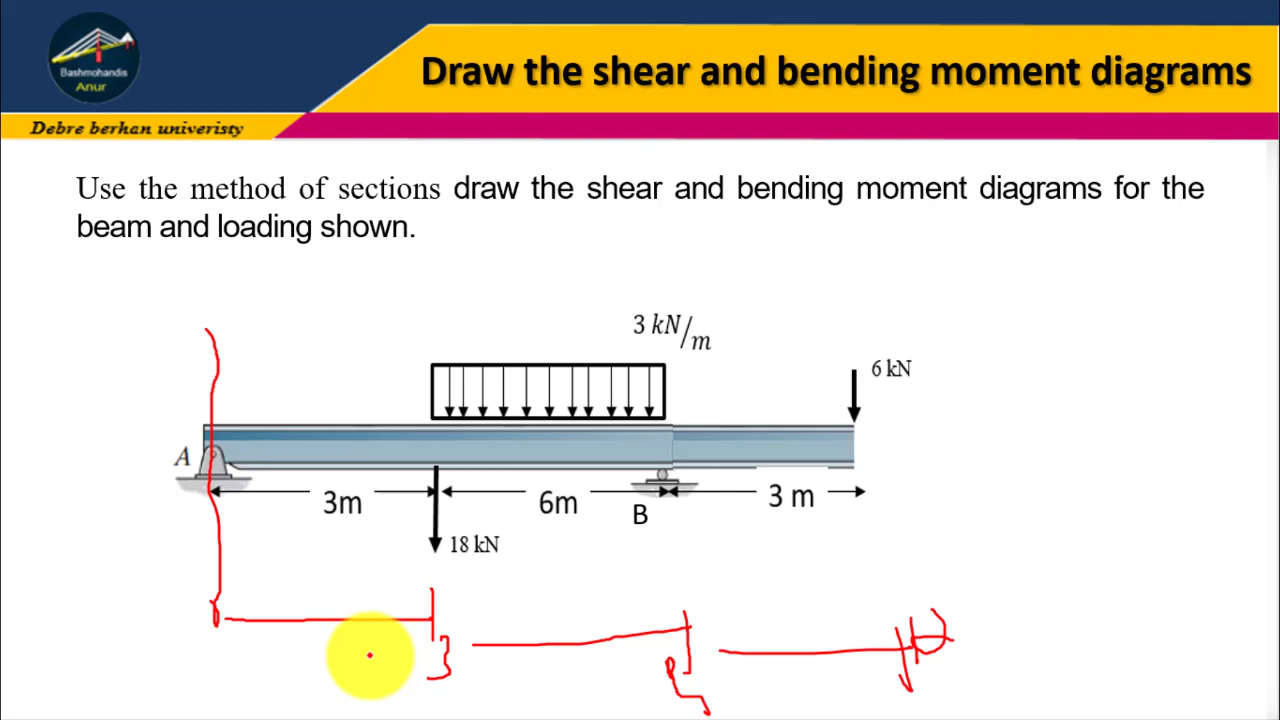 Bashmohandis
Anur
Draw the shear and bending moment diagrams
Debre berhan univeristy
Use the method of sections draw the shear and bending moment diagrams for the
beam and loading shown.
3 kN/m
6 kN
A
3m
6m
B
3 m
18 kN
3